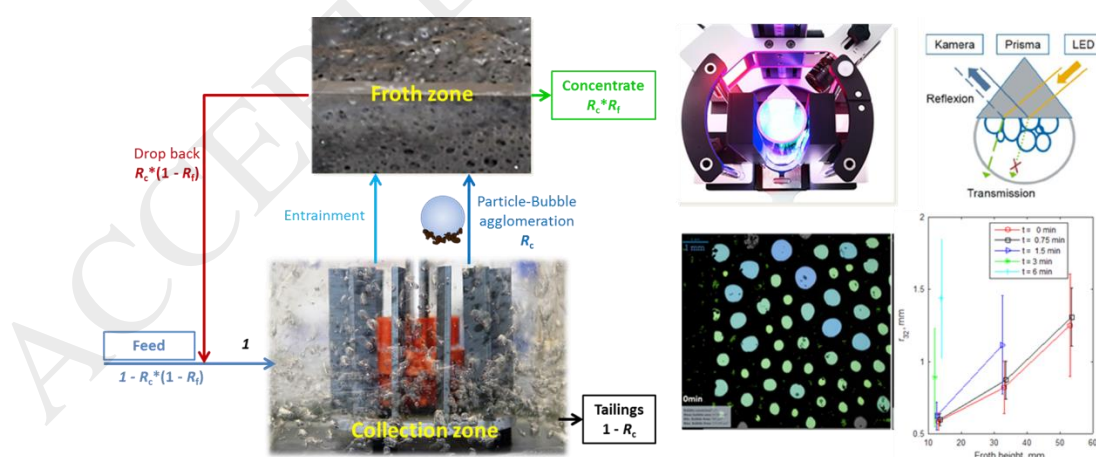 ACCEP
Froth zone
Concentrate
Rc*Rf
Drop back
Rc*(1 - Rf)
Entrainment
Particle-Bubble
agglomeration
Rc
Feed
1
1 - Rc*(1 - Rf)
Collection zone
Tailings
1 - Rc
Kamera
Prisma
LED
Reflexion
Transmission
0min
t = 0 min
t = 0.75 min
t = 1.5 min
t = 3 min
t = 6 min
r32, mm
2
1.5
1
0.5
10 20 30 40 50 60
Froth height, mm